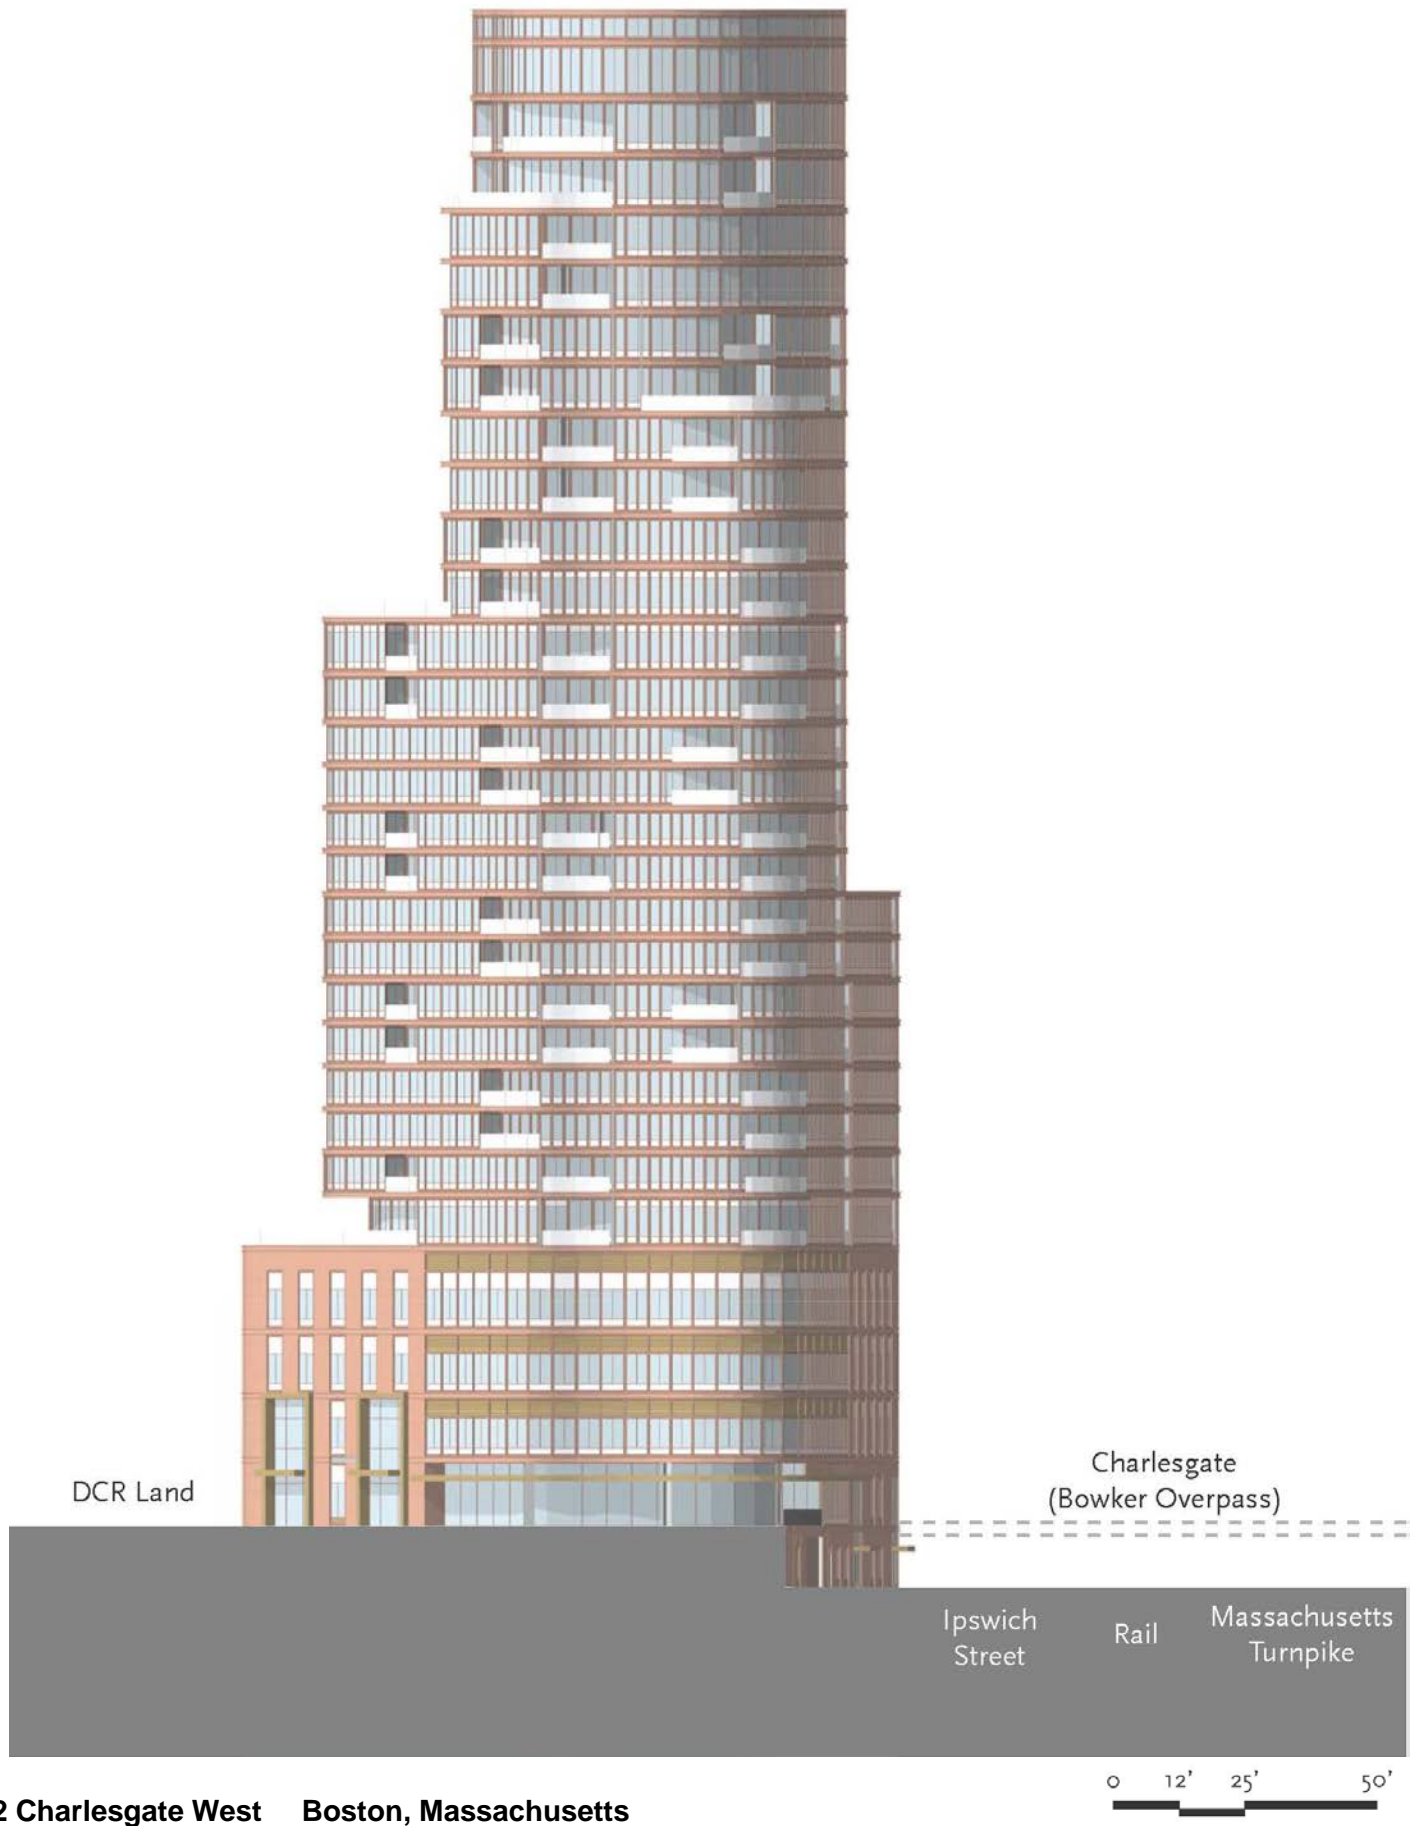 DCR Land
Charlesgate
(Bowker Overpass)
Ipswich
Street
Rail
Massachusetts
Turnpike
0 12' 25' 50'
2 Charlesgate West Boston, Massachusetts